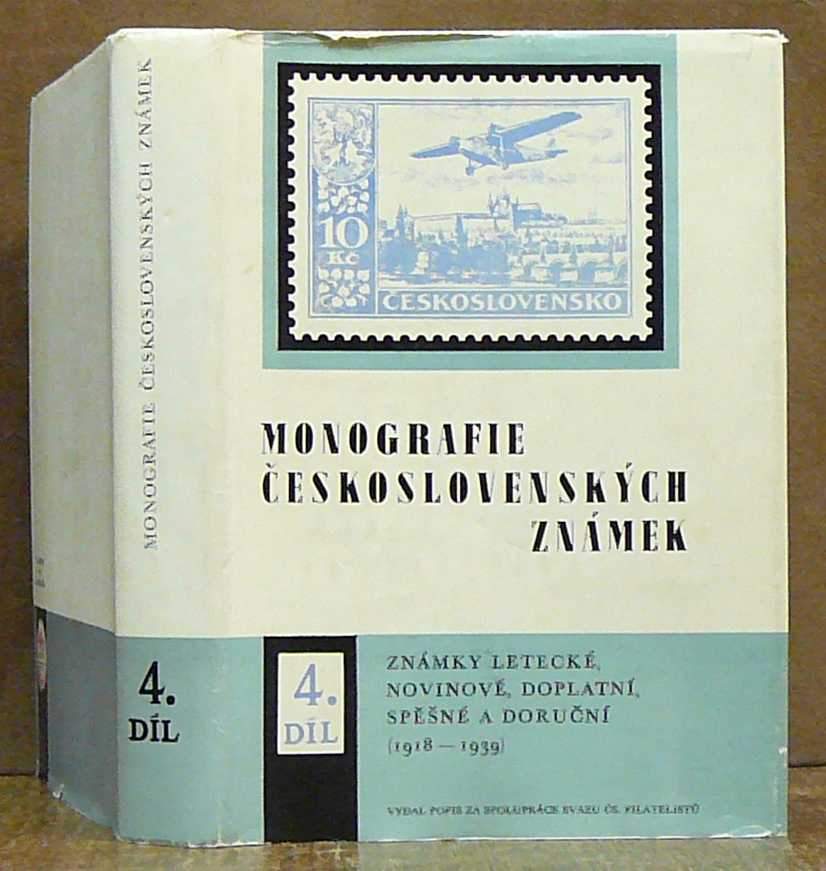 MONOGRAFIE ČESKOSLOVENSKÝCH ZNÁMEK
4.
DÍL
10
Kč
ČESKOSLOVENSKO
MONOGRAFIE
ČESKOSLOVENSKÝCH
ZNÁMEK
4.
DÍL
ZNÁMKY LETECKÉ,
NOVINOVÉ, DOPLATNÍ,
SPĚŠNÉ A DORUČNÍ
(1918 — 1939)
VYDAL POFIS ZA SPOLUPRÁCE SVAZU ČS. FILATELISTŮ